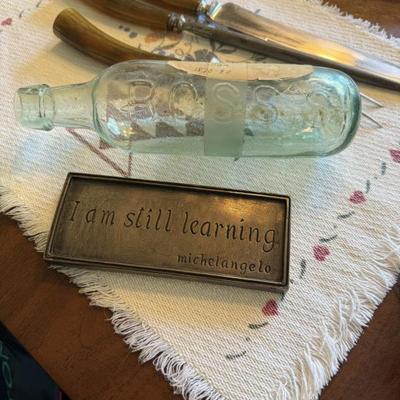 ROSS'S
I am still learning
michelangelo